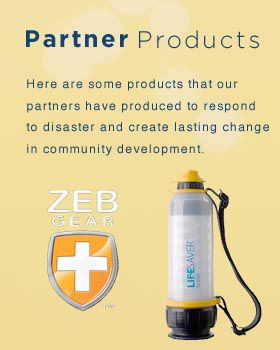 Partner Products
Here are some products that our
partners have produced to respond
to disaster and create lasting change
in community development.
ZEB
GEAR
LIFESAVER